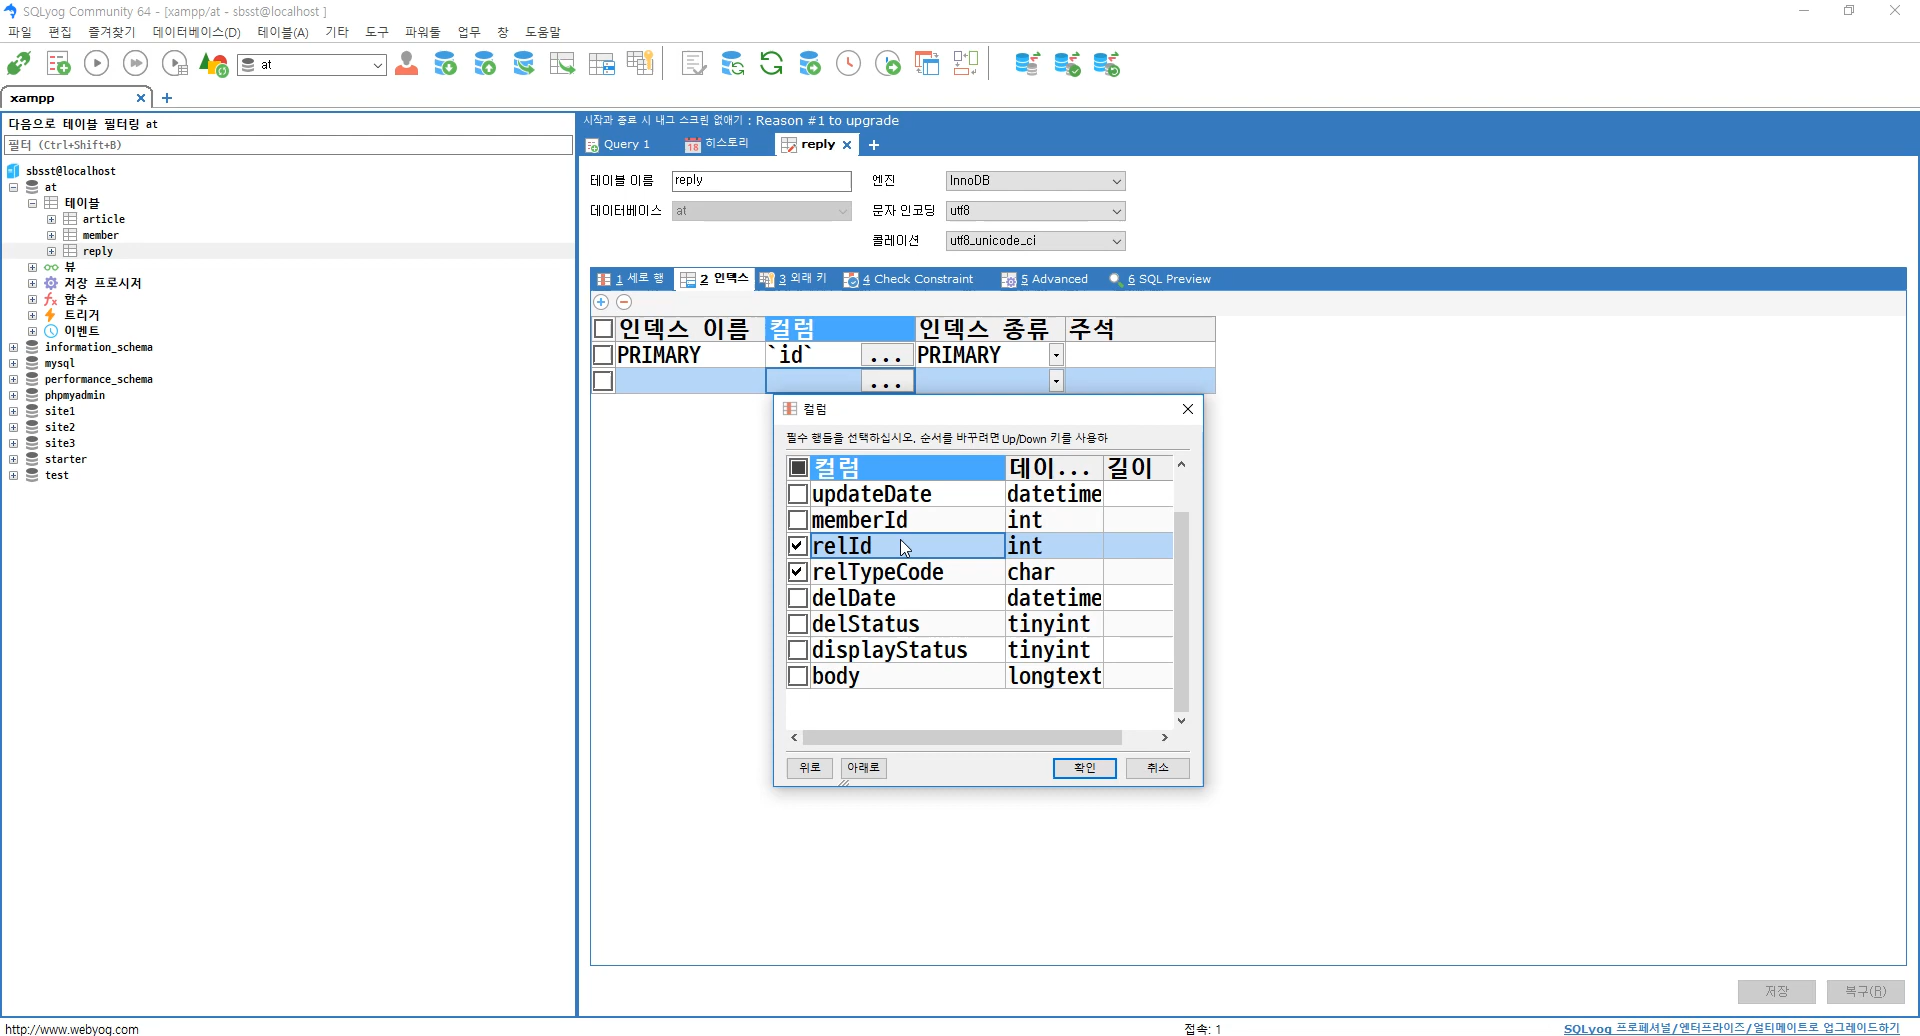 SQLyog Community 64 - [xampp/at - sbsst@localhost ]
파일 편집 즐겨찾기 데이터베이스(D) 테이블(A) 기타 도구 파워툴 업무 창 도움말
at
xampp
다음으로 테이블 필터링 at
필터 (Ctrl+Shift+B)
sbsst@localhost
at
테이블
article
member
reply
뷰
저장 프로시저
함수
트리거
이벤트
information_schema
mysql
performance_schema
phpmyadmin
site1
site2
site3
starter
test
시작과 종료 시 내그 스크린 없애기 : Reason #1 to upgrade
Query 1 18 히스토리 reply
테이블 이름 reply 엔진 InnoDB
데이터베이스 at 문자 인코딩 utf8
콜레이션 utf8_unicode_ci
1 세로 행 2 인덱스 3 외래 키 4 Check Constraint 5 Advanced 6 SQL Preview
인덱스 이름 컬럼 인덱스 종류 주석
PRIMARY `id` ... PRIMARY
...
컬럼
필수 행들을 선택하십시오. 순서를 바꾸려면 Up/Down 키를 사용하
컬럼 데이... 길이
updateDate datetime
memberId int
relId int
relTypeCode char
delDate datetime
delStatus tinyint
displayStatus tinyint
body longtext
위로 아래로 확인 취소
저장 복구(R)
http://www.webyog.com 접속: 1 SQLyog 프로페셔널/엔터프라이즈/얼티메이트로 업그레이드하기